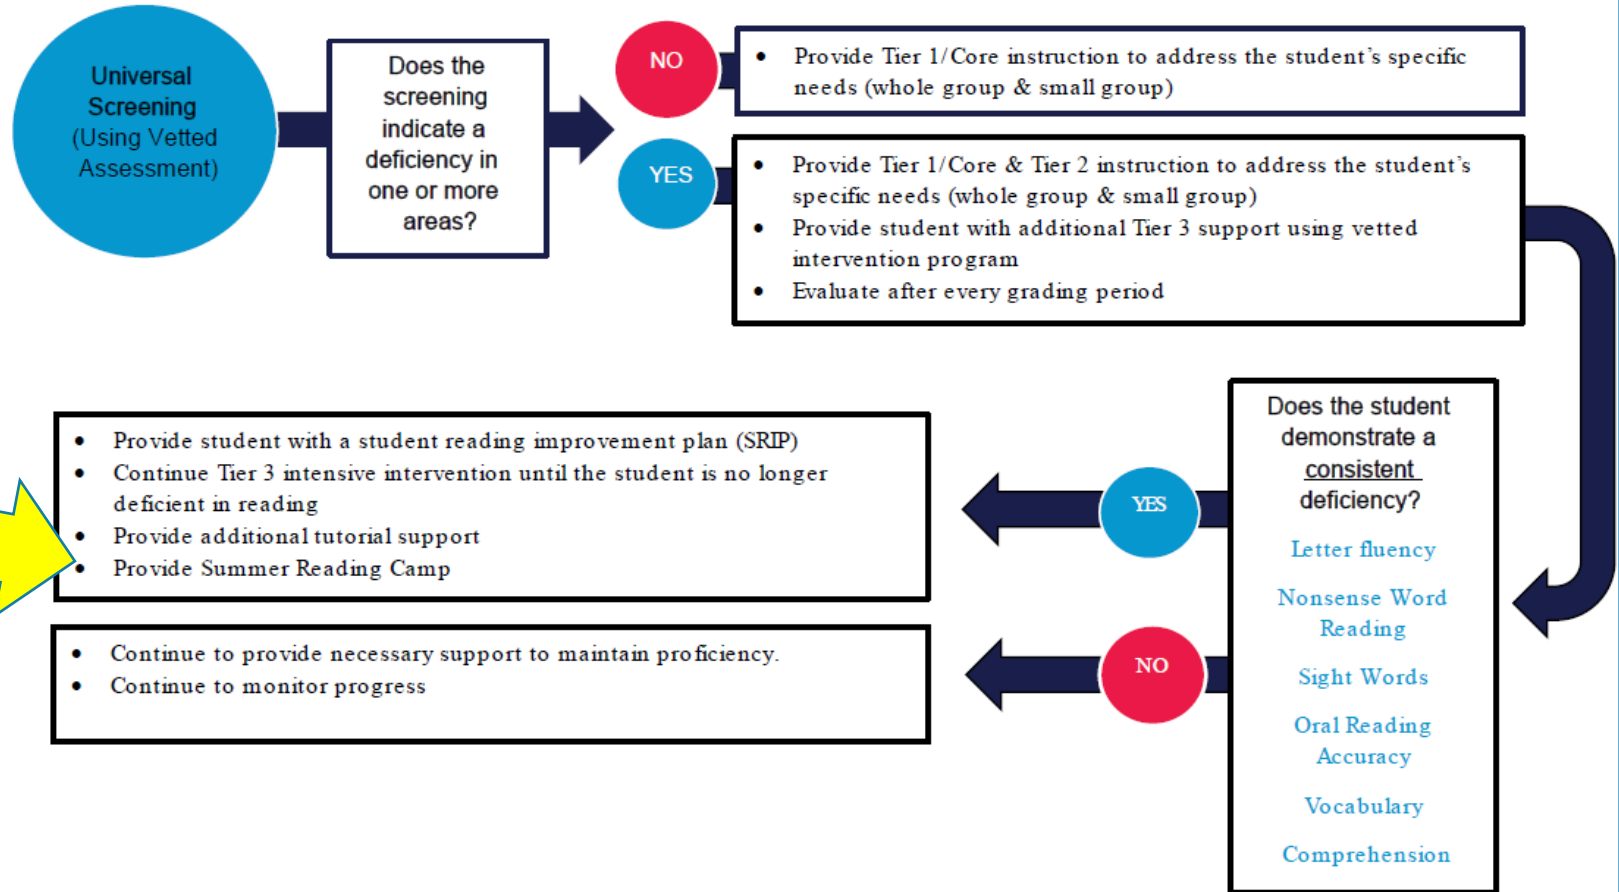 Universal
Screening
(Using Vetted
Assessment)
Does the
screening
indicate a
deficiency in
one or more
areas?
NO
• Provide Tier 1/Core instruction to address the student’s specific
needs (whole group & small group)
YES
• Provide Tier 1/Core & Tier 2 instruction to address the student’s
specific needs (whole group & small group)
• Provide student with additional Tier 3 support using vetted
intervention program
• Evaluate after every grading period
Does the student
demonstrate a
consistent
deficiency?
Letter fluency
Nonsense Word
Reading
Sight Words
Oral Reading
Accuracy
Vocabulary
Comprehension
YES
• Provide student with a student reading improvement plan (SRIP)
• Continue Tier 3 intensive intervention until the student is no longer
deficient in reading
• Provide additional tutorial support
• Provide Summer Reading Camp
NO
• Continue to provide necessary support to maintain proficiency.
• Continue to monitor progress